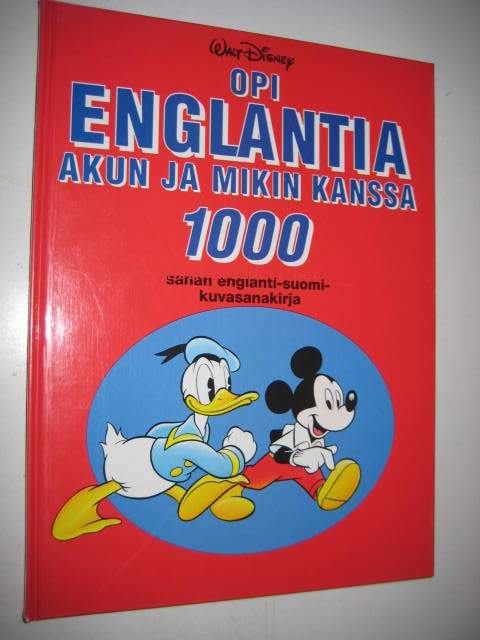 WALT DISNEY
OPI
ENGLANTIA
AKUN JA MIKIN KANSSA
1000
sanan englanti-suomi-
kuvasanakirja